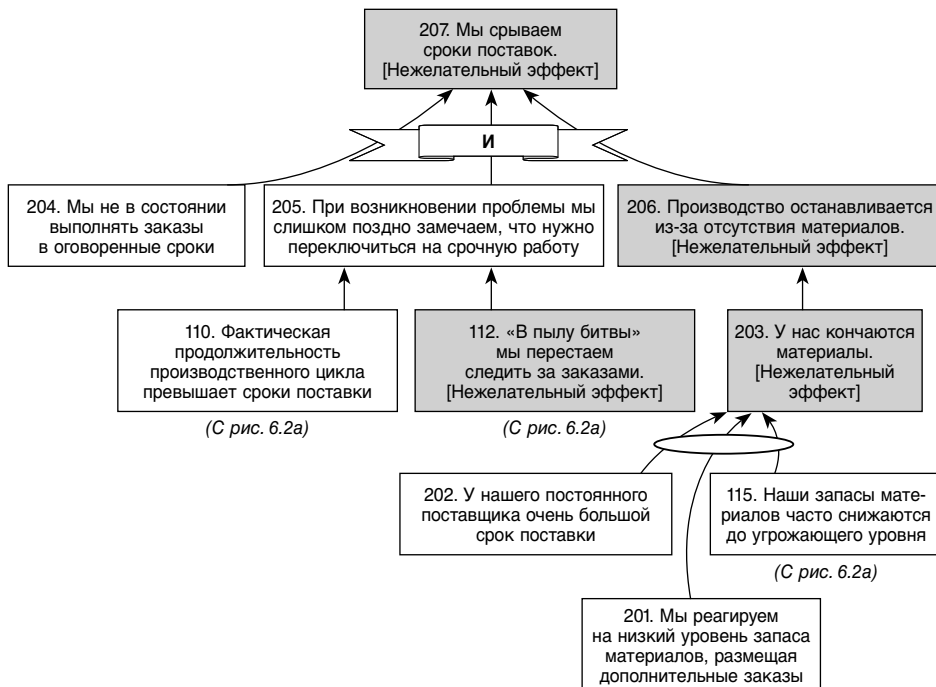 207. Мы срываем
сроки поставок.
[Нежелательный эффект]
И
204. Мы не в состоянии
выполнять заказы
в оговоренные сроки
205. При возникновении проблемы мы
слишком поздно замечаем, что нужно
переключиться на срочную работу
206. Производство останавливается
из-за отсутствия материалов.
[Нежелательный эффект]
110. Фактическая
продолжительность
производственного цикла
превышает сроки поставки
(С рис. 6.2а)
112. «В пылу битвы»
мы перестаем
следить за заказами.
[Нежелательный эффект]
(С рис. 6.2а)
203. У нас кончаются
материалы.
[Нежелательный
эффект]
202. У нашего постоянного
поставщика очень большой
срок поставки
115. Наши запасы мате-
риалов часто снижаются
до угрожающего уровня
(С рис. 6.2а)
201. Мы реагируем
на низкий уровень запаса
материалов, размещая
дополнительные заказы